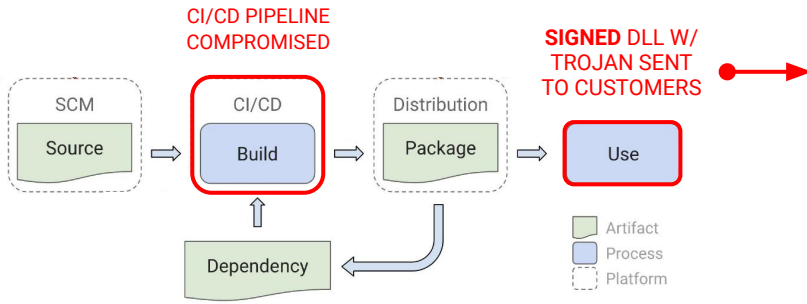 CI/CD PIPELINE
COMPROMISED
SIGNED DLL W/
TROJAN SENT
TO CUSTOMERS
SCM
CI/CD
Distribution
Source
Build
Package
Use
Dependency
Artifact
Process
Platform